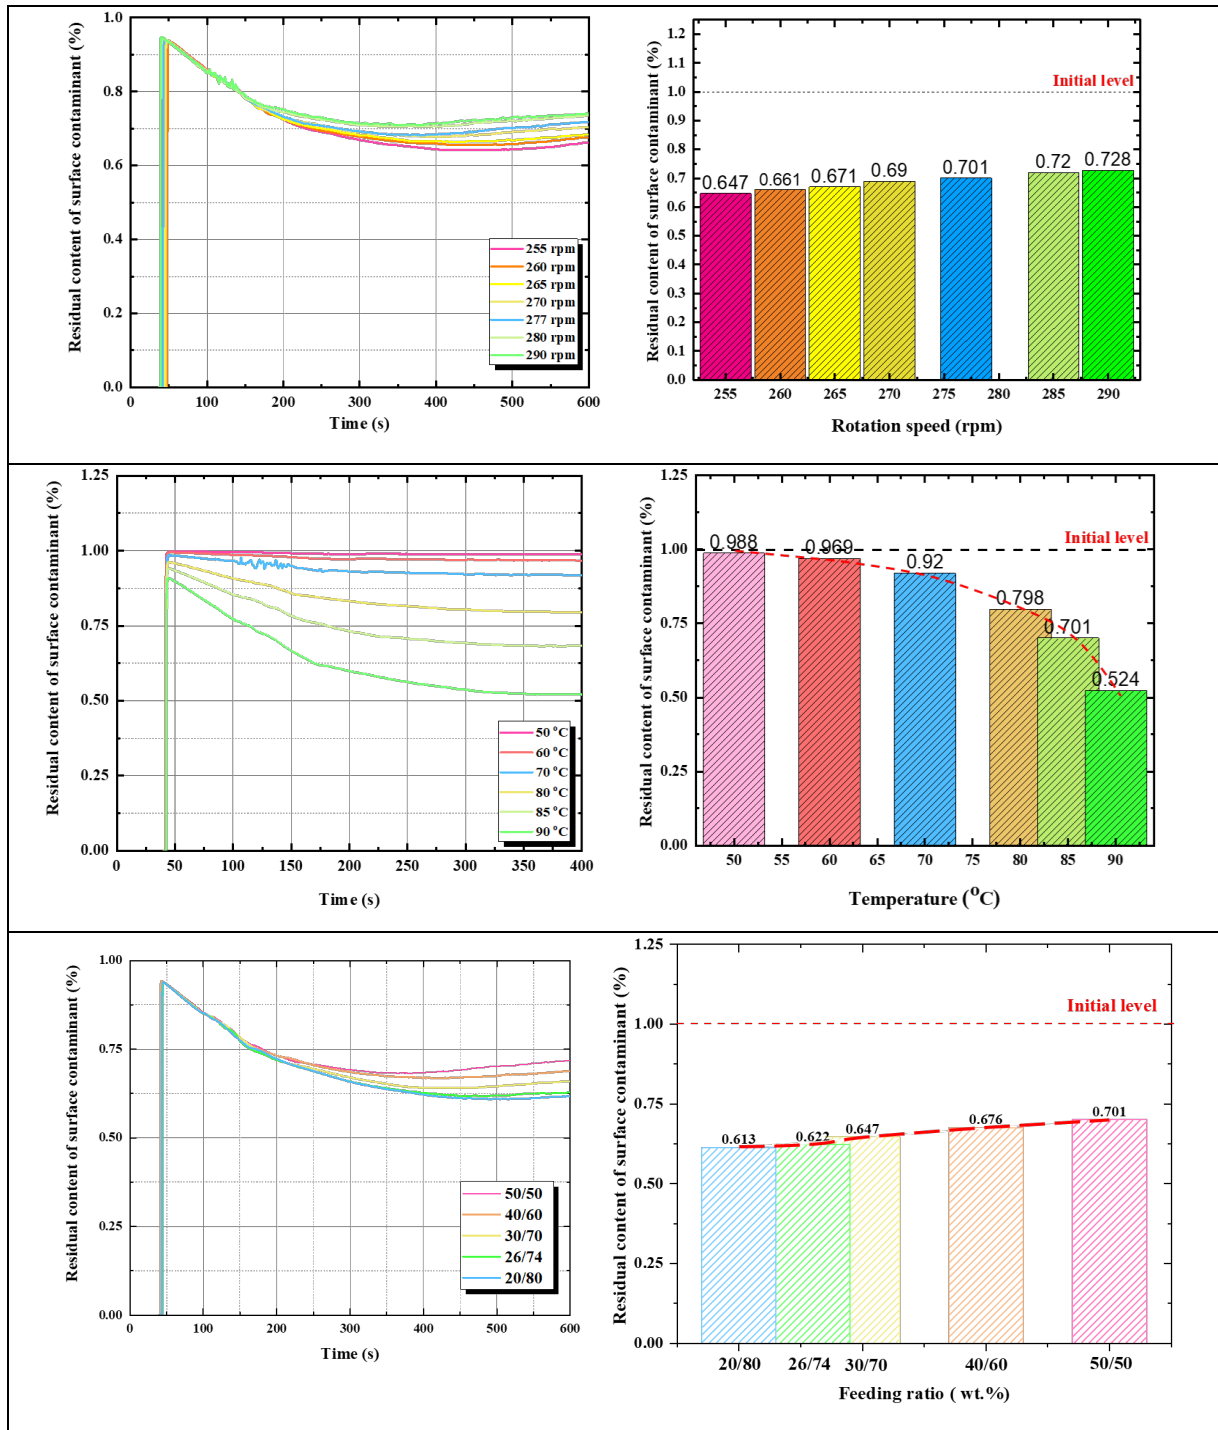 Residual content of surface contaminant (%)
1.0
0.8
0.6
0.4
0.2
0.0
255 rpm
260 rpm
265 rpm
270 rpm
277 rpm
280 rpm
290 rpm
0 100 200 300 400 500 600
Time (s)
Residual content of surface contaminant (%)
1.2
1.1
1.0
0.9
0.8
0.7
0.6
0.5
0.4
0.3
0.2
0.1
0.0
Initial level
0.647 0.661 0.671 0.69 0.701 0.72 0.728
255 260 265 270 275 280 285 290
Rotation speed (rpm)
Residual content of surface contaminant (%)
1.25
1.00
0.75
0.50
0.25
0.00
50 °C
60 °C
70 °C
80 °C
85 °C
90 °C
0 50 100 150 200 250 300 350 400
Time (s)
Residual content of surface contaminant (%)
1.25
1.00
0.75
0.50
0.25
0.00
Initial level
0.988 0.969 0.92 0.798 0.701 0.524
50 55 60 65 70 75 80 85 90
Temperature (°C)
Residual content of surface contaminant (%)
1.00
0.75
0.50
0.25
0.00
50/50
40/60
30/70
26/74
20/80
0 100 200 300 400 500 600
Time (s)
Residual content of surface contaminant (%)
1.25
1.00
0.75
0.50
0.25
0.00
Initial level
0.613 0.622 0.647 0.676 0.701
20/80 26/74 30/70 40/60 50/50
Feeding ratio ( wt.%)